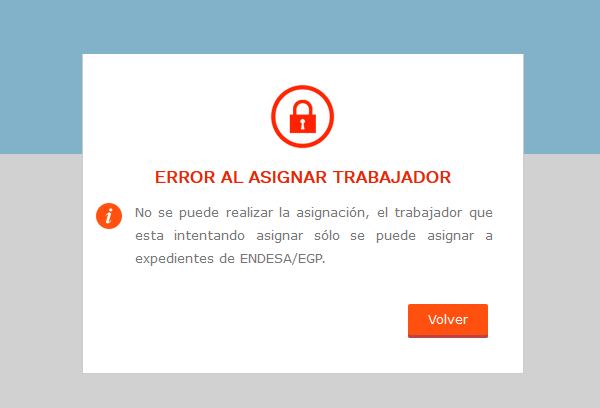 ERROR AL ASIGNAR TRABAJADOR
No se puede realizar la asignación, el trabajador que
esta intentando asignar sólo se puede asignar a
expedientes de ENDESA/EGP.
Volver